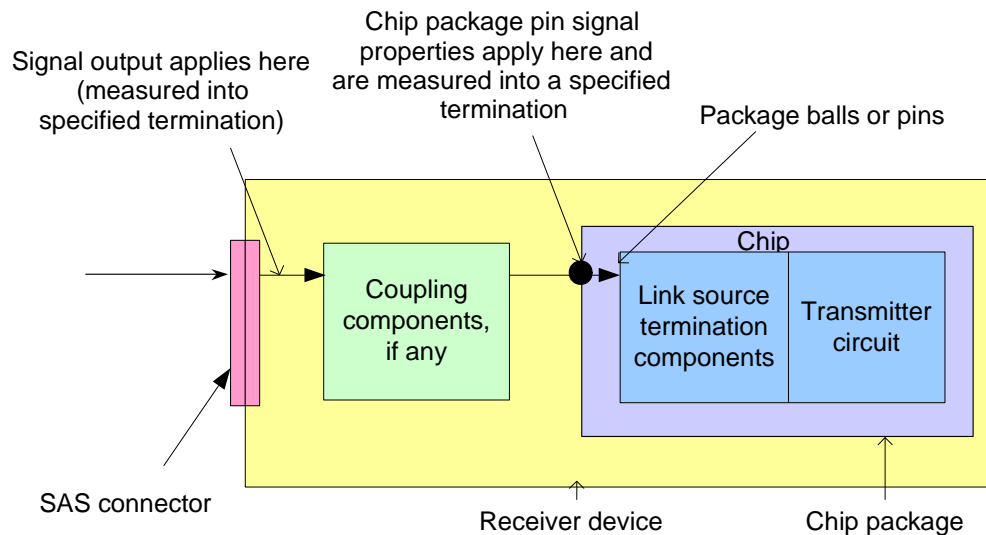 Signal output applies here
(measured into
specified termination)
Chip package pin signal
properties apply here and
are measured into a specified
termination
Package balls or pins
Chip
Coupling
components,
if any
Link source
termination
components
Transmitter
circuit
SAS connector
Receiver device
Chip package